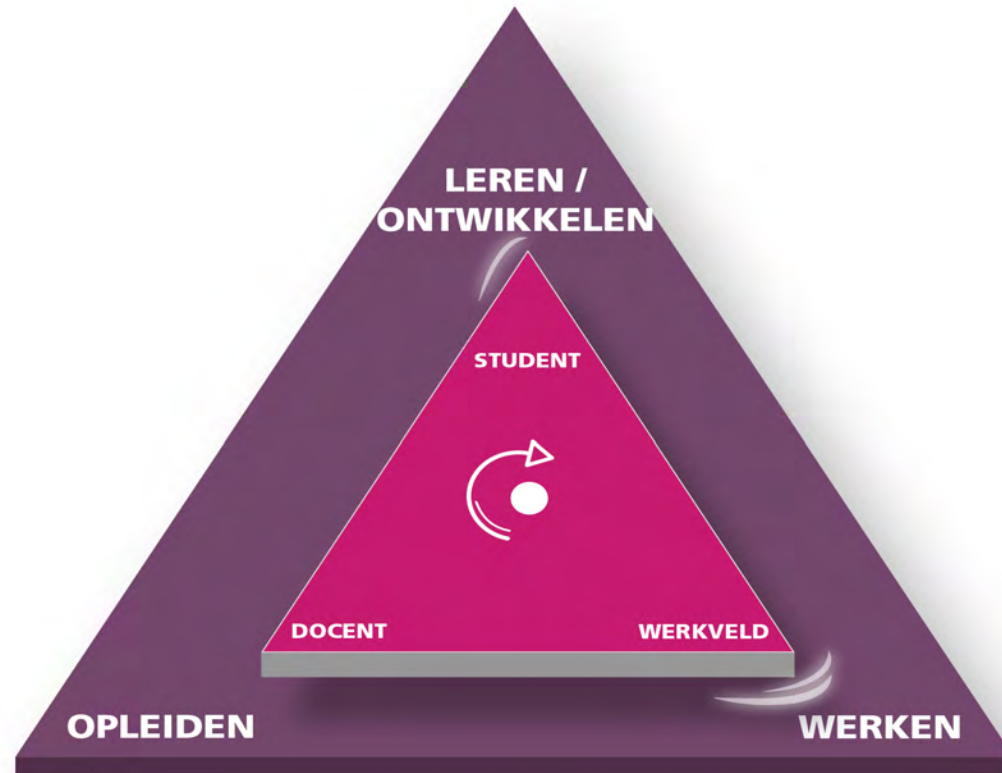 LEREN /
ONTWIKKELEN
STUDENT
DOCENT
WERKVELD
OPLEIDEN
WERKEN